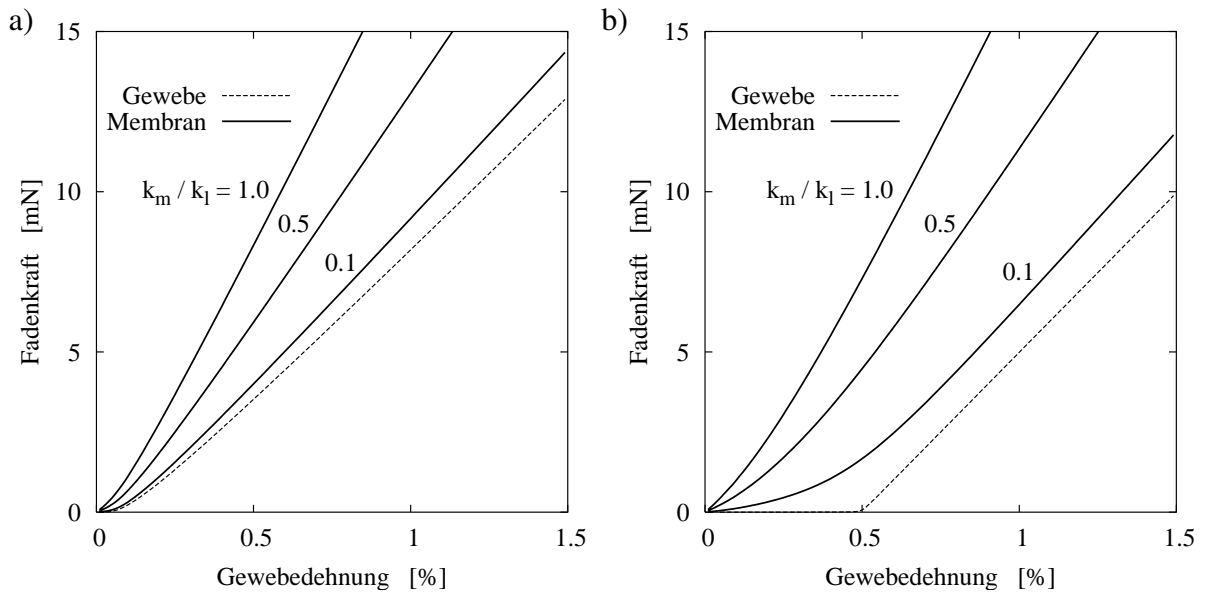 a)
15
10
5
0
0
0.5
1
1.5
Fadenkraft [mN]
Gewebedehnung [%]
Gewebe
Membran
k_m / k_l = 1.0
0.5
0.1
b)
15
10
5
0
0
0.5
1
1.5
Fadenkraft [mN]
Gewebedehnung [%]
Gewebe
Membran
k_m / k_l = 1.0
0.5
0.1